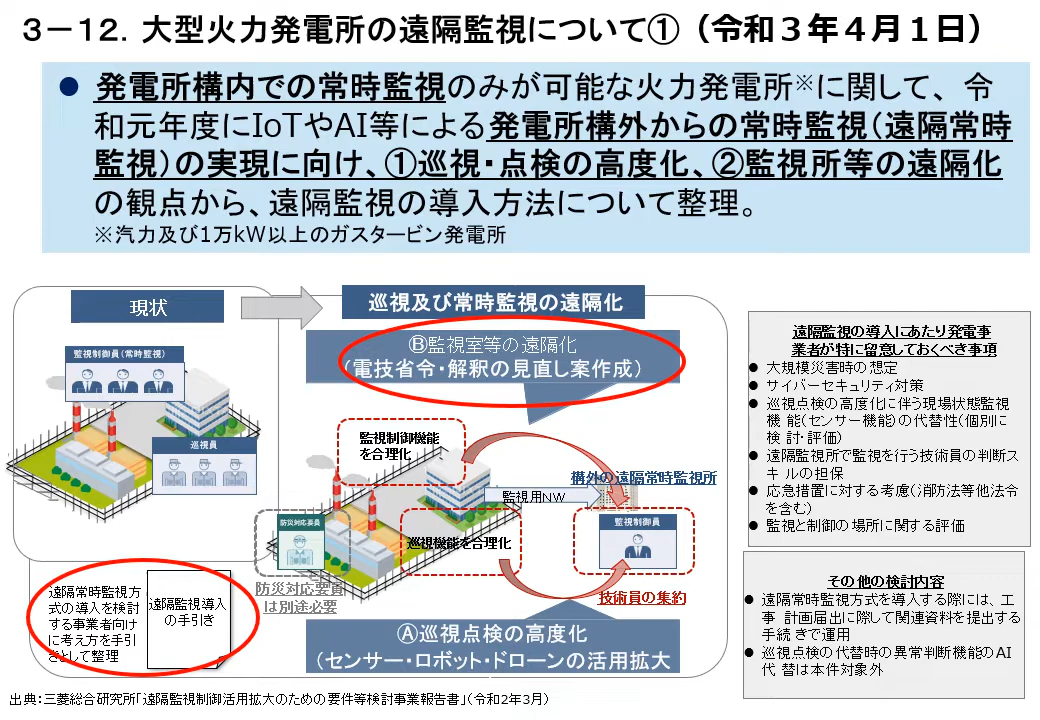 3－12．大型火力発電所の遠隔監視について①（令和３年４月１日）
● 発電所構内での常時監視のみが可能な火力発電所※に関して、令
和元年度にIoTやAI等による発電所構外からの常時監視（遠隔常時
監視）の実現に向け、①巡視・点検の高度化、②監視所等の遠隔化
の観点から、遠隔監視の導入方法について整理。
※汽力及び1万kW以上のガスタービン発電所
現状
監視制御員（常時監視）
巡視員
遠隔常時監視方
式の導入を検討
する事業者向け
に考え方を手引
きとして整理
遠隔監視導入
の手引き
巡視及び常時監視の遠隔化
Ⓑ監視室等の遠隔化
（電技省令・解釈の見直し案作成）
監視制御機能
を合理化
構外の遠隔常時監視所
監視用NW
監視制御員
防災対応要員
巡視機能を合理化
防災対応要員
は別途必要
技術員の集約
Ⓐ巡視点検の高度化
（センサー・ロボット・ドローンの活用拡大
遠隔監視の導入にあたり発電事
業者が特に留意しておくべき事項
● 大規模災害時の想定
● サイバーセキュリティ対策
● 巡視点検の高度化に伴う現場状態監視
機 能（センサー機能）の代替性（個別に
検 討・評価）
● 遠隔監視所で監視を行う技術員の判断ス
キ ルの担保
● 応急措置に対する考慮（消防法等他法令
を含む）
● 監視と制御の場所に関する評価
その他の検討内容
● 遠隔常時監視方式を導入する際には、工
事 計画届出に際して関連資料を提出する
手続 きで運用
● 巡視点検の代替時の異常判断機能のAI
代 替は本件対象外
出典：三菱総合研究所「遠隔監視制御活用拡大のための要件等検討事業報告書」（令和2年3月）